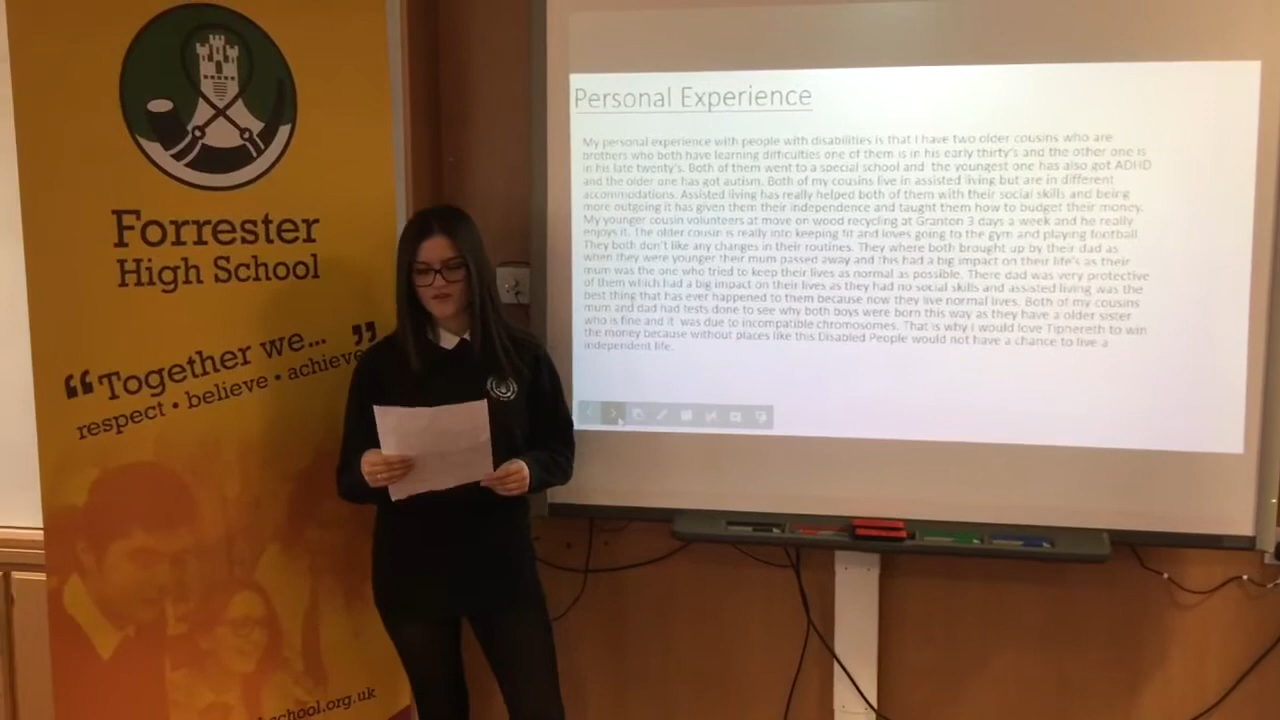 Forrester
High School
“Together we... ”
respect • believe • achieve
school.org.uk
Personal Experience
My personal experience with people with disabilities is that I have two older cousins who are
brothers who both have learning difficulties one of them is in his early thirty's and the other one is
in his late twenty's. Both of them went to a special school and the youngest one has also got ADHD
and the older one has got autism. Both of my cousins live in assisted living but are in different
accommodations. Assisted living has really helped both of them with their social skills and being
more outgoing it has given them their independence and taught them how to budget their money.
My younger cousin volunteers at move on wood recycling at Granton 3 days a week and he really
enjoys it. The older cousin is really into keeping fit and loves going to the gym and playing football.
They both don't like any changes in their routines. They where both brought up by their dad as
when they were younger their mum passed away and this had a big impact on their life's as their
mum was the one who tried to keep their lives as normal as possible. There dad was very protective
of them which had a big impact on their lives as they had no social skills and assisted living was the
best thing that has ever happened to them because now they live normal lives. Both of my cousins
mum and dad had tests done to see why both boys were born this way as they have a older sister
who is fine and it was due to incompatible chromosomes. That is why I would love Tiphereth to win
the money because without places like this Disabled People would not have a chance to live a
independent life.